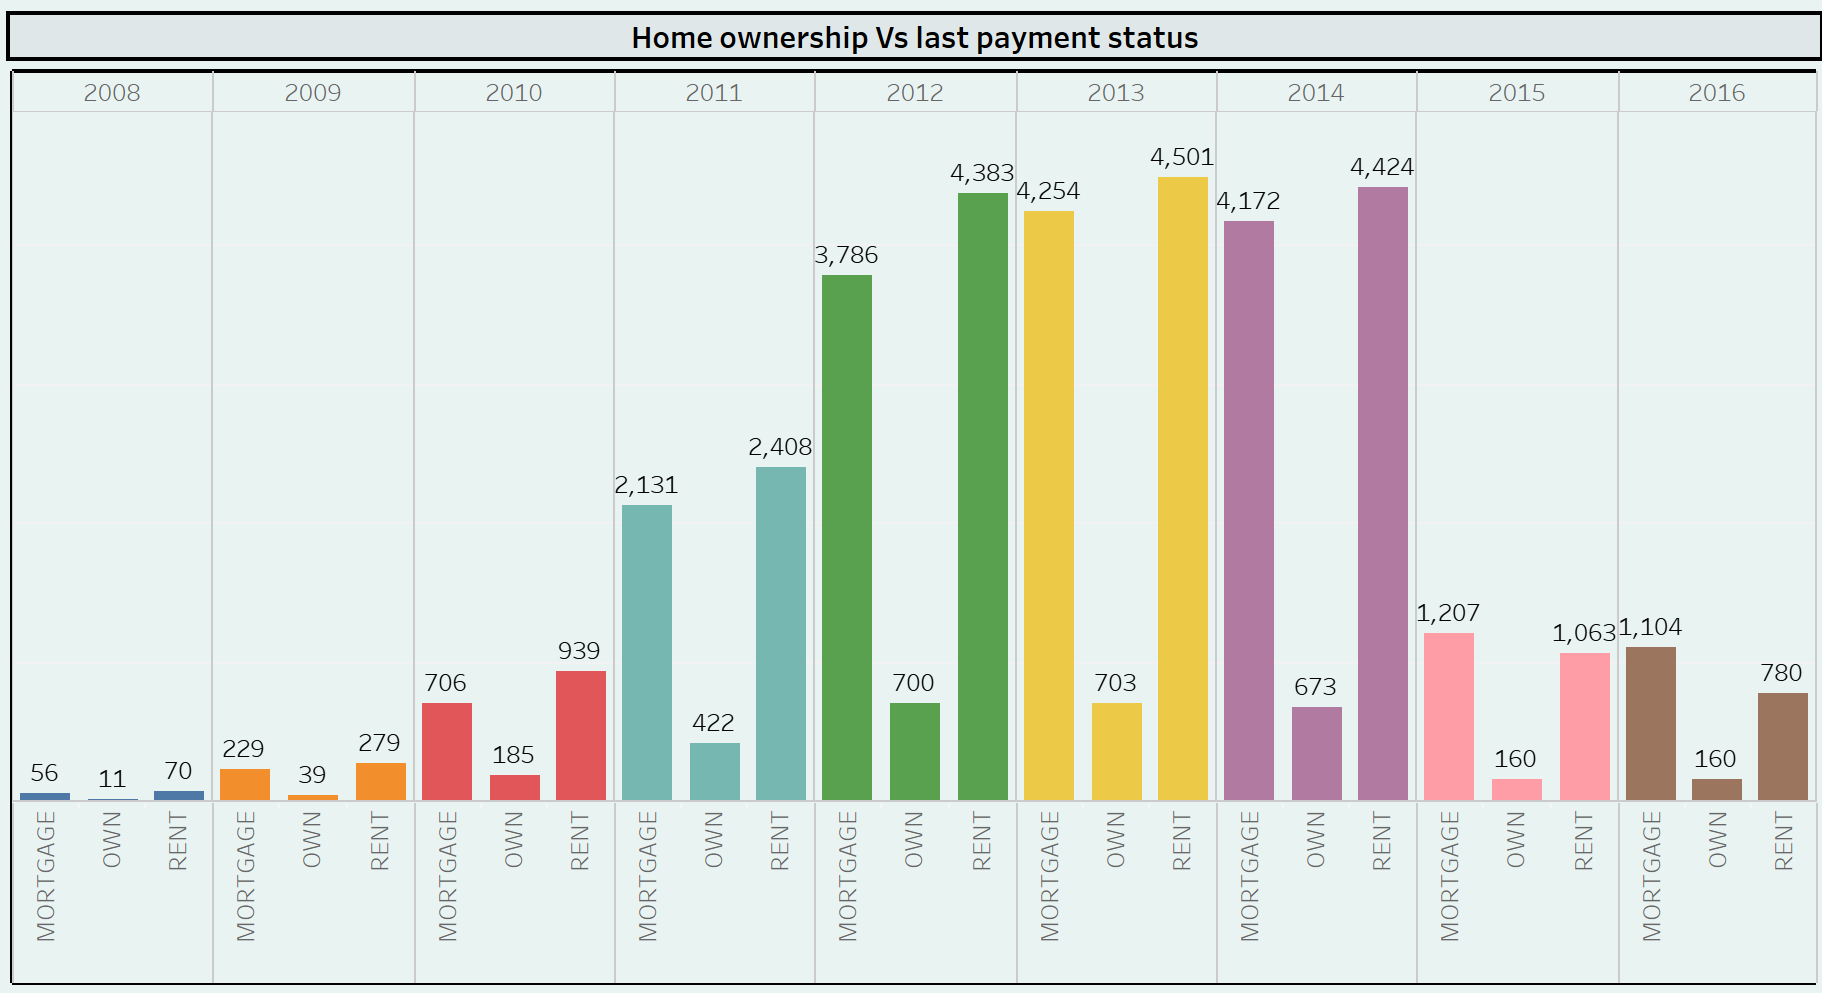 Home ownership Vs last payment status
2008 2009 2010 2011 2012 2013 2014 2015 2016
56 11 70 229 39 279 706 185 939 2,131 422 2,408 3,786 700 4,383 4,254 703 4,501 4,172 673 4,424 1,207 160 1,063 1,104 160 780
MORTGAGE OWN RENT MORTGAGE OWN RENT MORTGAGE OWN RENT MORTGAGE OWN RENT MORTGAGE OWN RENT MORTGAGE OWN RENT MORTGAGE OWN RENT MORTGAGE OWN RENT MORTGAGE OWN RENT